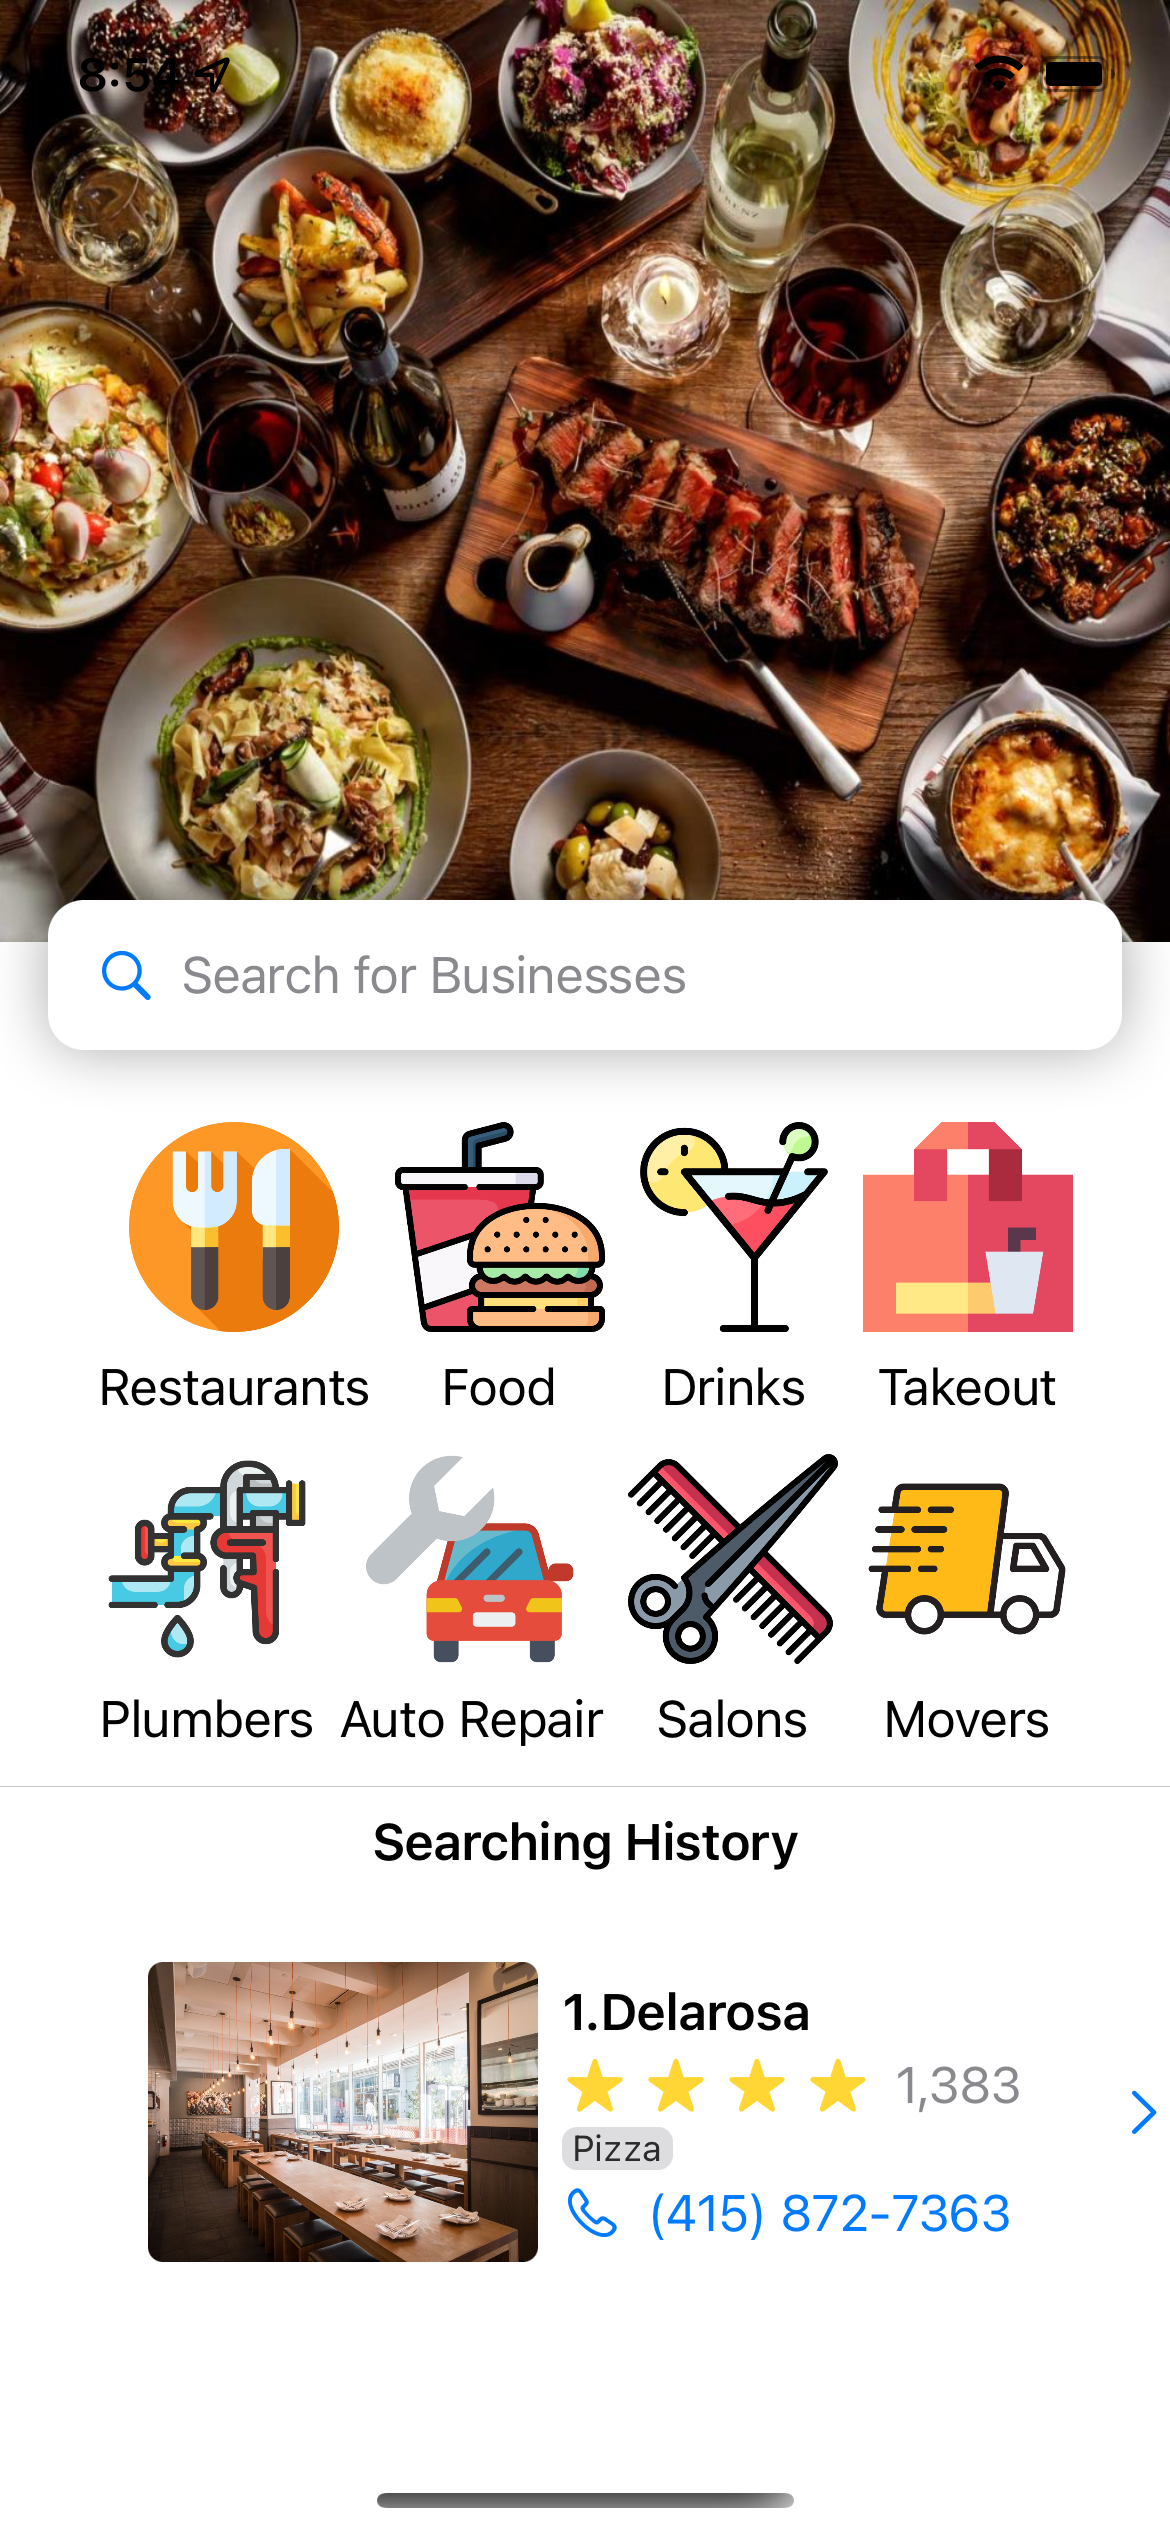 8:54
Search for Businesses
Restaurants Food Drinks Takeout
Plumbers Auto Repair Salons Movers
Searching History
1.Delarosa
1,383
Pizza
(415) 872-7363